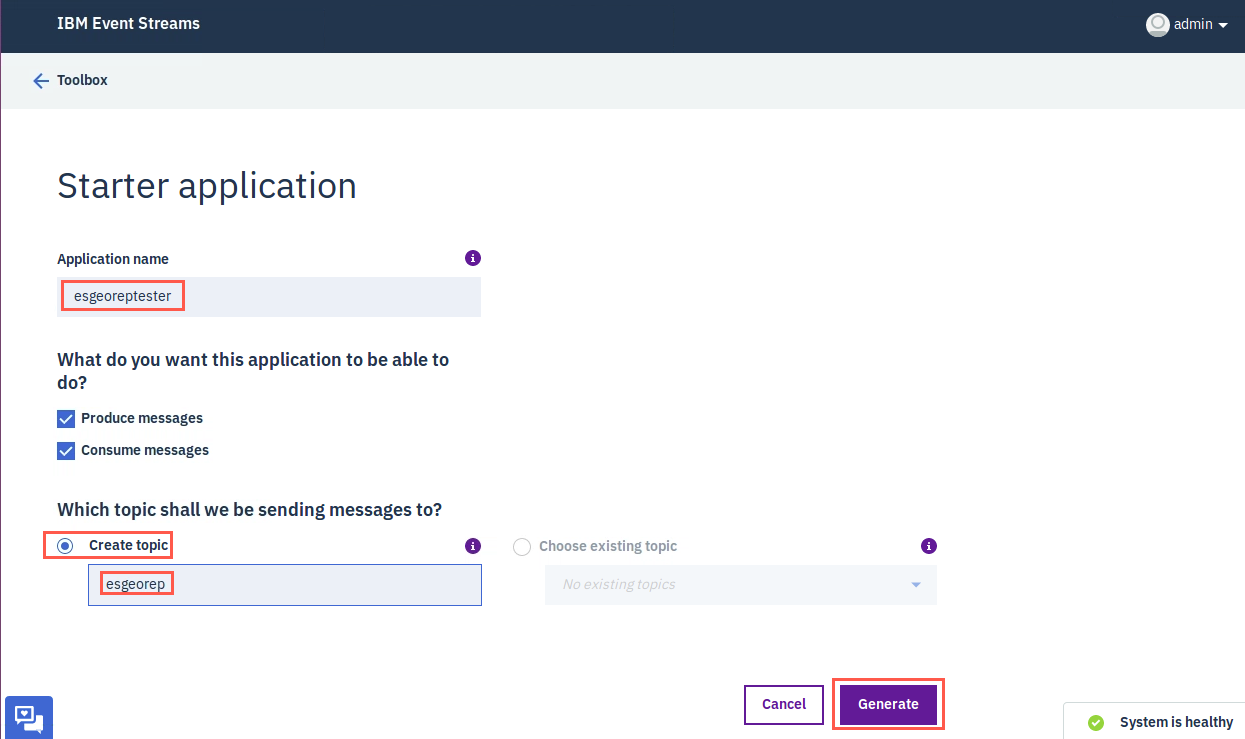 IBM Event Streams
admin
Toolbox
Starter application
Application name
esgeoreptester
What do you want this application to be able to
do?
Produce messages
Consume messages
Which topic shall we be sending messages to?
Create topic
Choose existing topic
esgeorep
No existing topics
Cancel
Generate
System is healthy